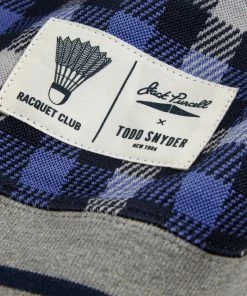 RACQUET CLUB
Jack Purcell
×
TODD SNYDER
NEW YORK